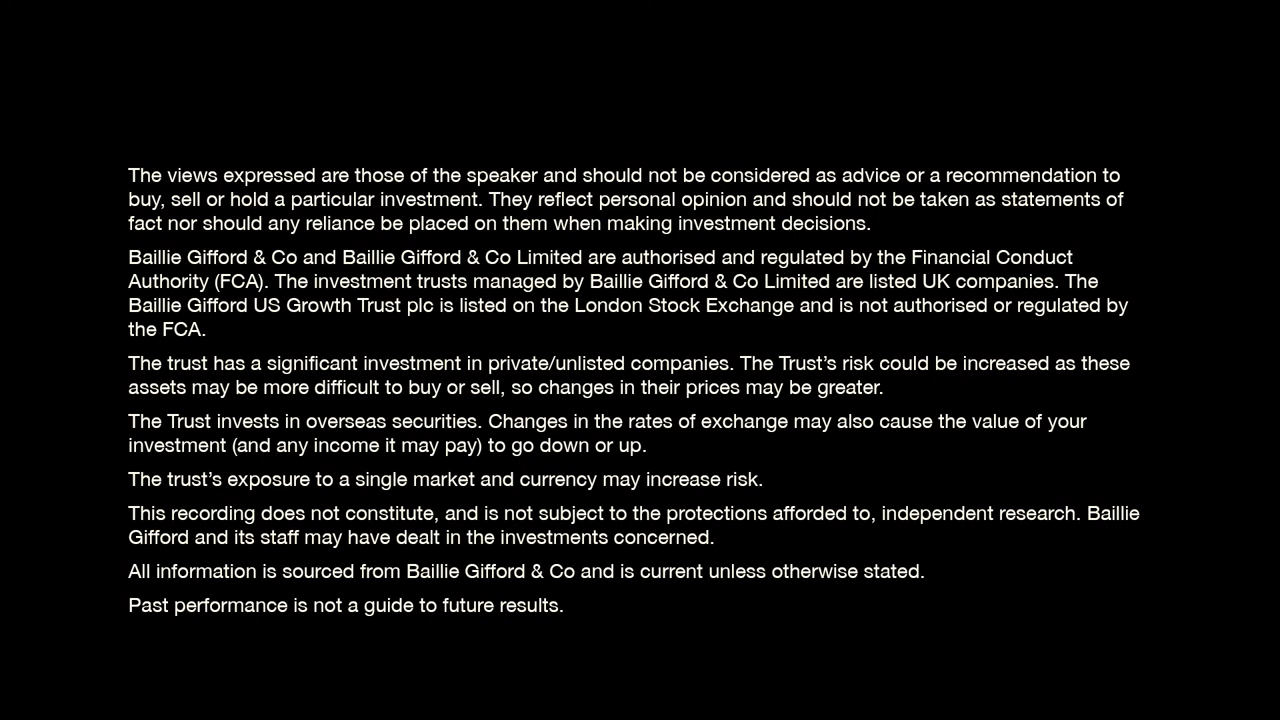 The views expressed are those of the speaker and should not be considered as advice or a recommendation to
buy, sell or hold a particular investment. They reflect personal opinion and should not be taken as statements of
fact nor should any reliance be placed on them when making investment decisions.
Baillie Gifford & Co and Baillie Gifford & Co Limited are authorised and regulated by the Financial Conduct
Authority (FCA). The investment trusts managed by Baillie Gifford & Co Limited are listed UK companies. The
Baillie Gifford US Growth Trust plc is listed on the London Stock Exchange and is not authorised or regulated by
the FCA.
The trust has a significant investment in private/unlisted companies. The Trust’s risk could be increased as these
assets may be more difficult to buy or sell, so changes in their prices may be greater.
The Trust invests in overseas securities. Changes in the rates of exchange may also cause the value of your
investment (and any income it may pay) to go down or up.
The trust’s exposure to a single market and currency may increase risk.
This recording does not constitute, and is not subject to the protections afforded to, independent research. Baillie
Gifford and its staff may have dealt in the investments concerned.
All information is sourced from Baillie Gifford & Co and is current unless otherwise stated.
Past performance is not a guide to future results.